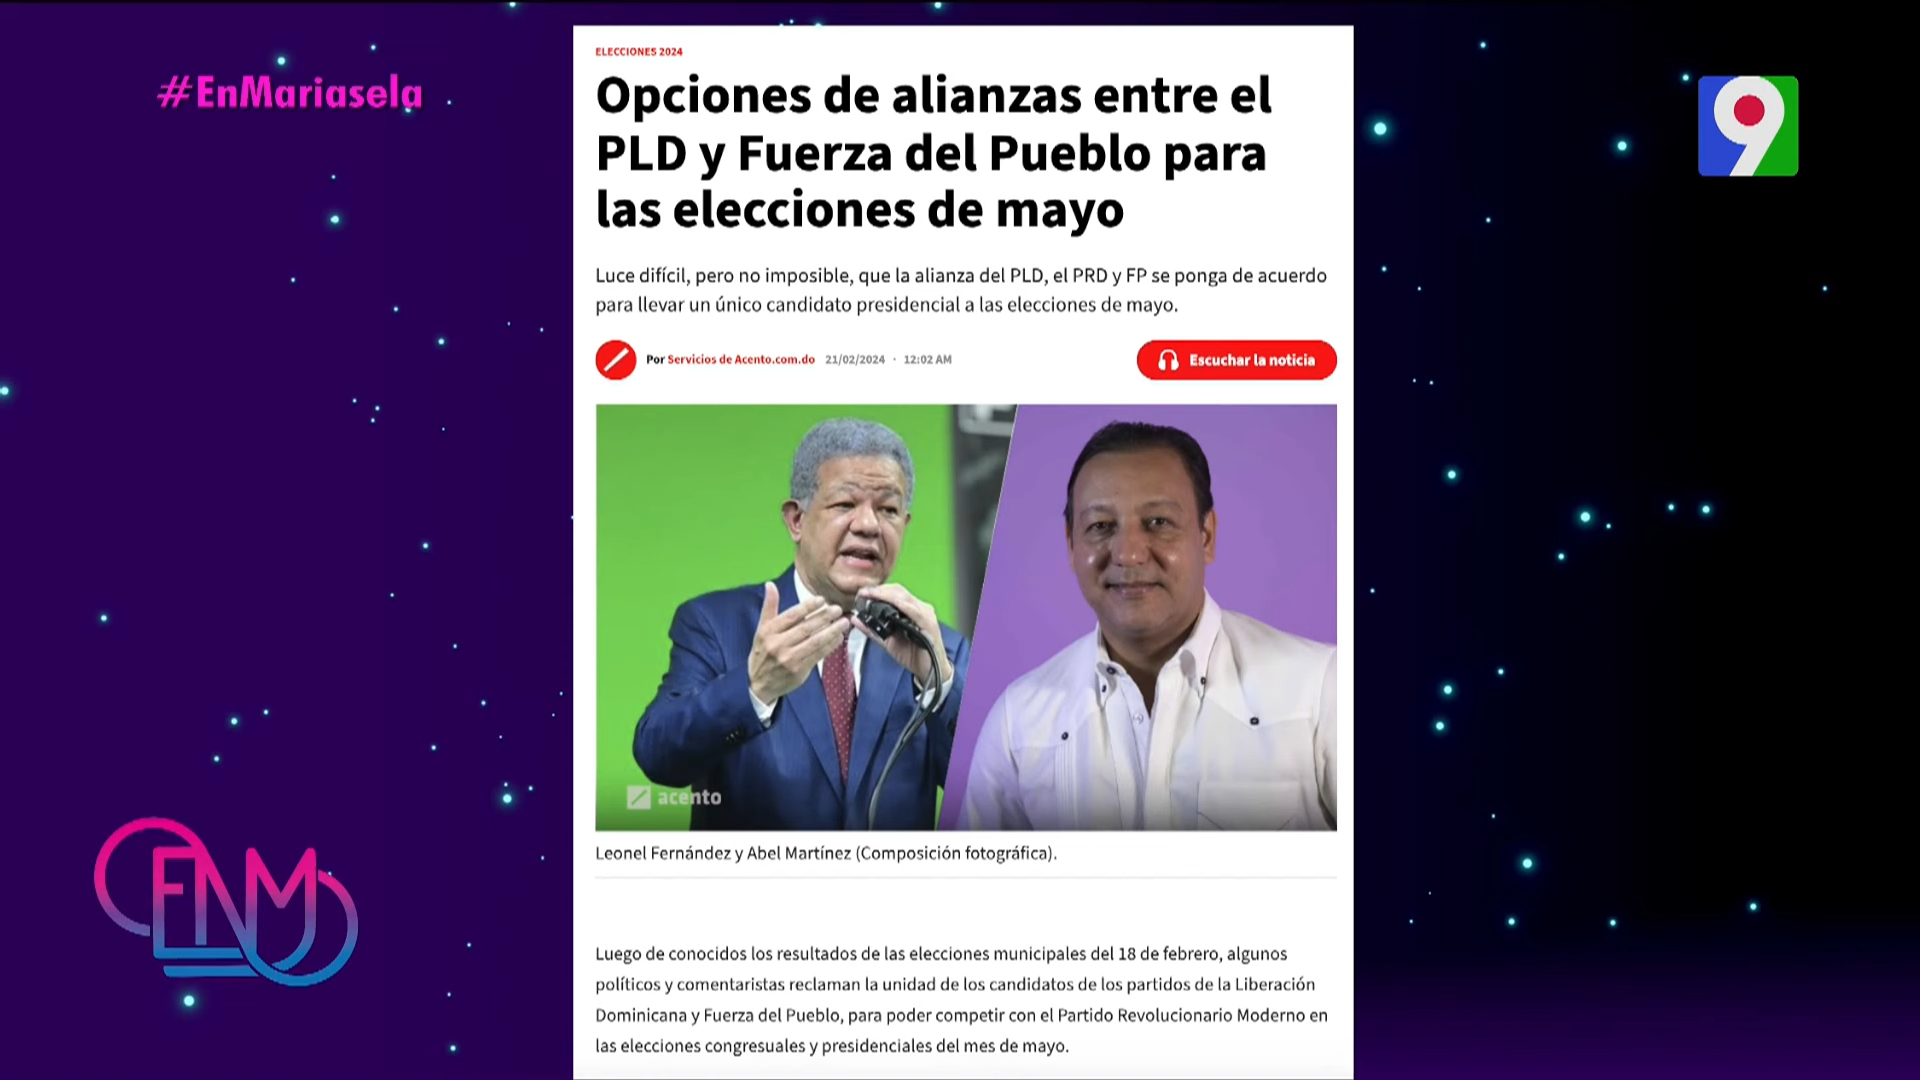 #EnMariasela
9
ELECCIONES 2024
Opciones de alianzas entre el
PLD y Fuerza del Pueblo para
las elecciones de mayo
Luce difícil, pero no imposible, que la alianza del PLD, el PRD y FP se ponga de acuerdo
para llevar un único candidato presidencial a las elecciones de mayo.
Por Servicios de Acento.com.do 21/02/2024 · 12:02 AM
Escuchar la noticia
acento
Leonel Fernández y Abel Martínez (Composición fotográfica).
ENM
Luego de conocidos los resultados de las elecciones municipales del 18 de febrero, algunos
políticos y comentaristas reclaman la unidad de los candidatos de los partidos de la Liberación
Dominicana y Fuerza del Pueblo, para poder competir con el Partido Revolucionario Moderno en
las elecciones congresuales y presidenciales del mes de mayo.